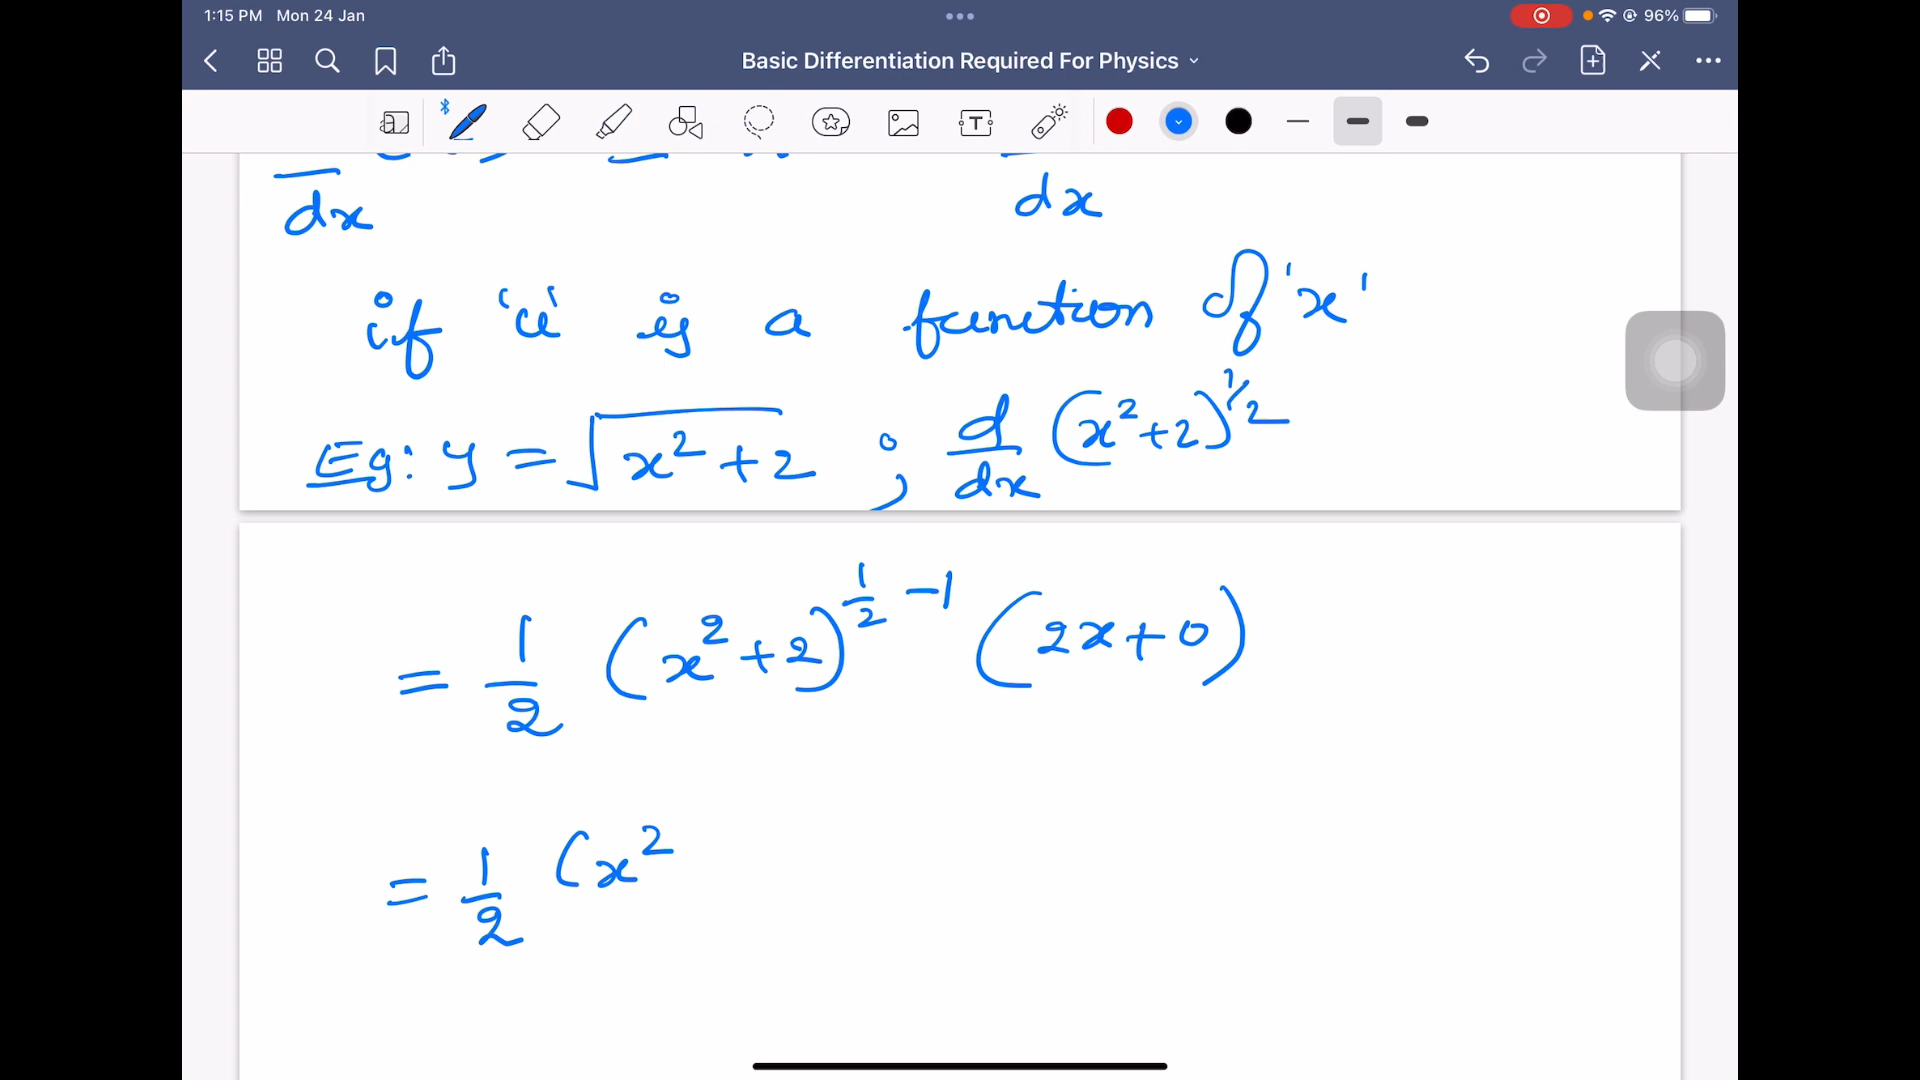 1:15 PM Mon 24 Jan
96%
Basic Differentiation Required For Physics
dx dx
if 'u' is a function of 'x'
Eg: y = √x²+2 ; d/dx (x²+2)^1/2
= 1/2 (x²+2)^(1/2 -1) (2x+0)
= 1/2 (x²